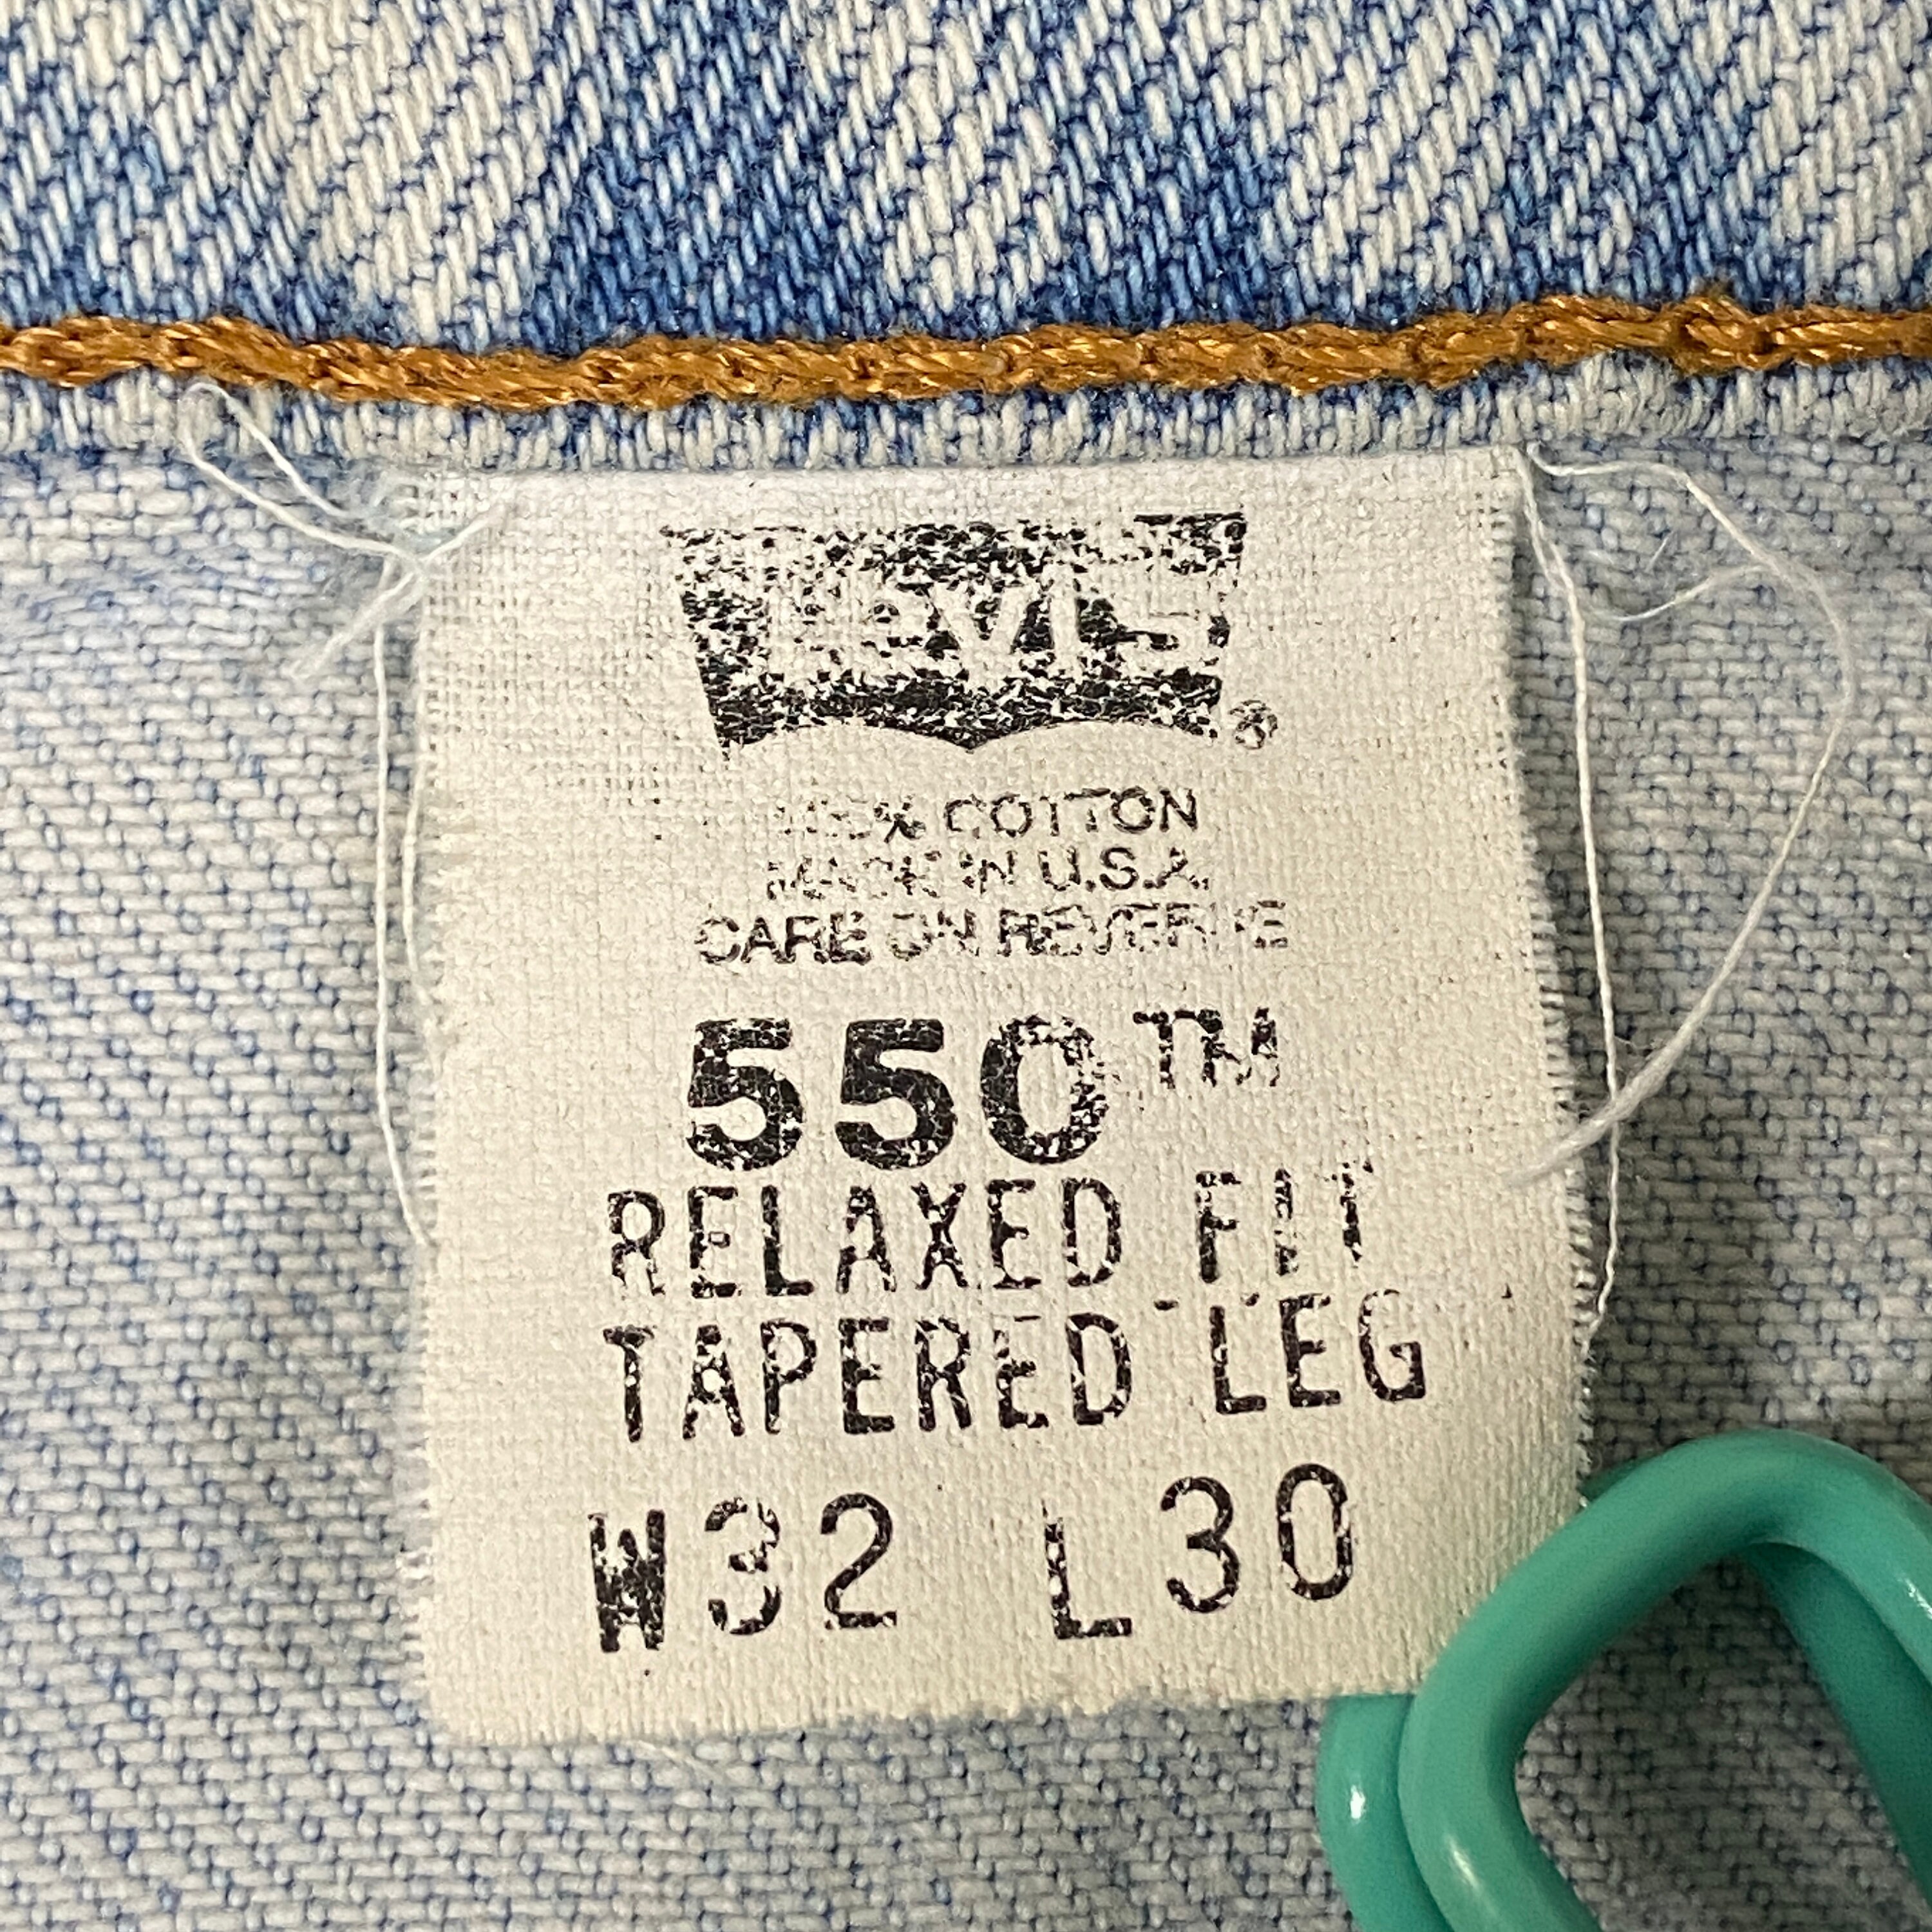 Levi's®
100% COTTON
MADE IN U.S.A.
CARE ON REVERSE
550™
RELAXED FIT
TAPERED LEG
W32 L30